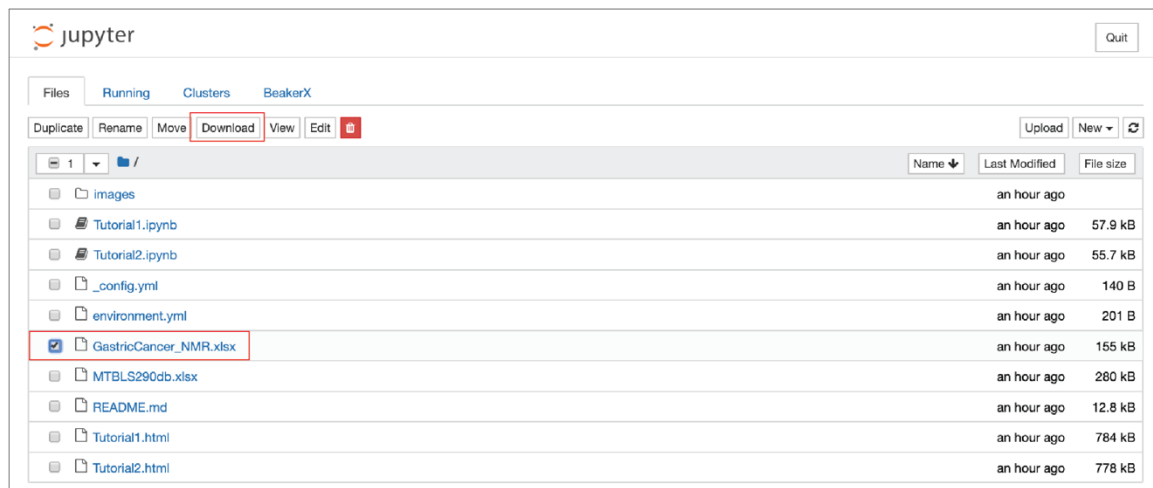 jupyter
Quit
Files Running Clusters BeakerX
Duplicate Rename Move Download View Edit Upload New
1 / Name Last Modified File size
images an hour ago
Tutorial1.ipynb an hour ago 57.9 kB
Tutorial2.ipynb an hour ago 55.7 kB
_config.yml an hour ago 140 B
environment.yml an hour ago 201 B
GastricCancer_NMR.xlsx an hour ago 155 kB
MTBLS290db.xlsx an hour ago 280 kB
README.md an hour ago 12.8 kB
Tutorial1.html an hour ago 784 kB
Tutorial2.html an hour ago 778 kB